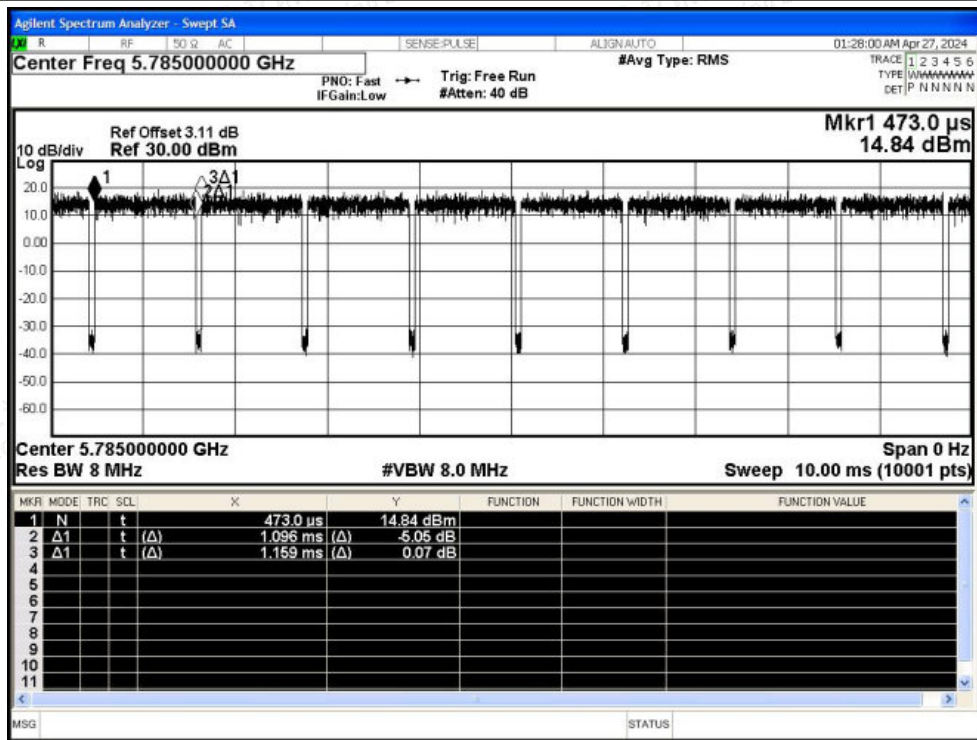 Agilent Spectrum Analyzer - Swept SA
LXI R RF 50 Ω AC SENSE:PULSE ALIGNAUTO 01:28:00 AM Apr 27, 2024
Center Freq 5.785000000 GHz
#Avg Type: RMS
TRACE 1 2 3 4 5 6
PNO: Fast Trig: Free Run
TYPE
IFGain:Low #Atten: 40 dB
DET P N N N N N
Mkr1 473.0 µs
Ref Offset 3.11 dB
10 dB/div Ref 30.00 dBm 14.84 dBm
Log
1
3Δ1
2Δ1
20.0
10.0
0.00
-10.0
-20.0
-30.0
-40.0
-50.0
-60.0
Center 5.785000000 GHz Span 0 Hz
Res BW 8 MHz #VBW 8.0 MHz Sweep 10.00 ms (10001 pts)
MKR MODE TRC SCL X Y FUNCTION FUNCTION WIDTH FUNCTION VALUE
1 N t 473.0 µs 14.84 dBm
2 Δ1 t (Δ) 1.096 ms (Δ) -5.05 dB
3 Δ1 t (Δ) 1.159 ms (Δ) 0.07 dB
4
5
6
7
8
9
10
11
MSG STATUS